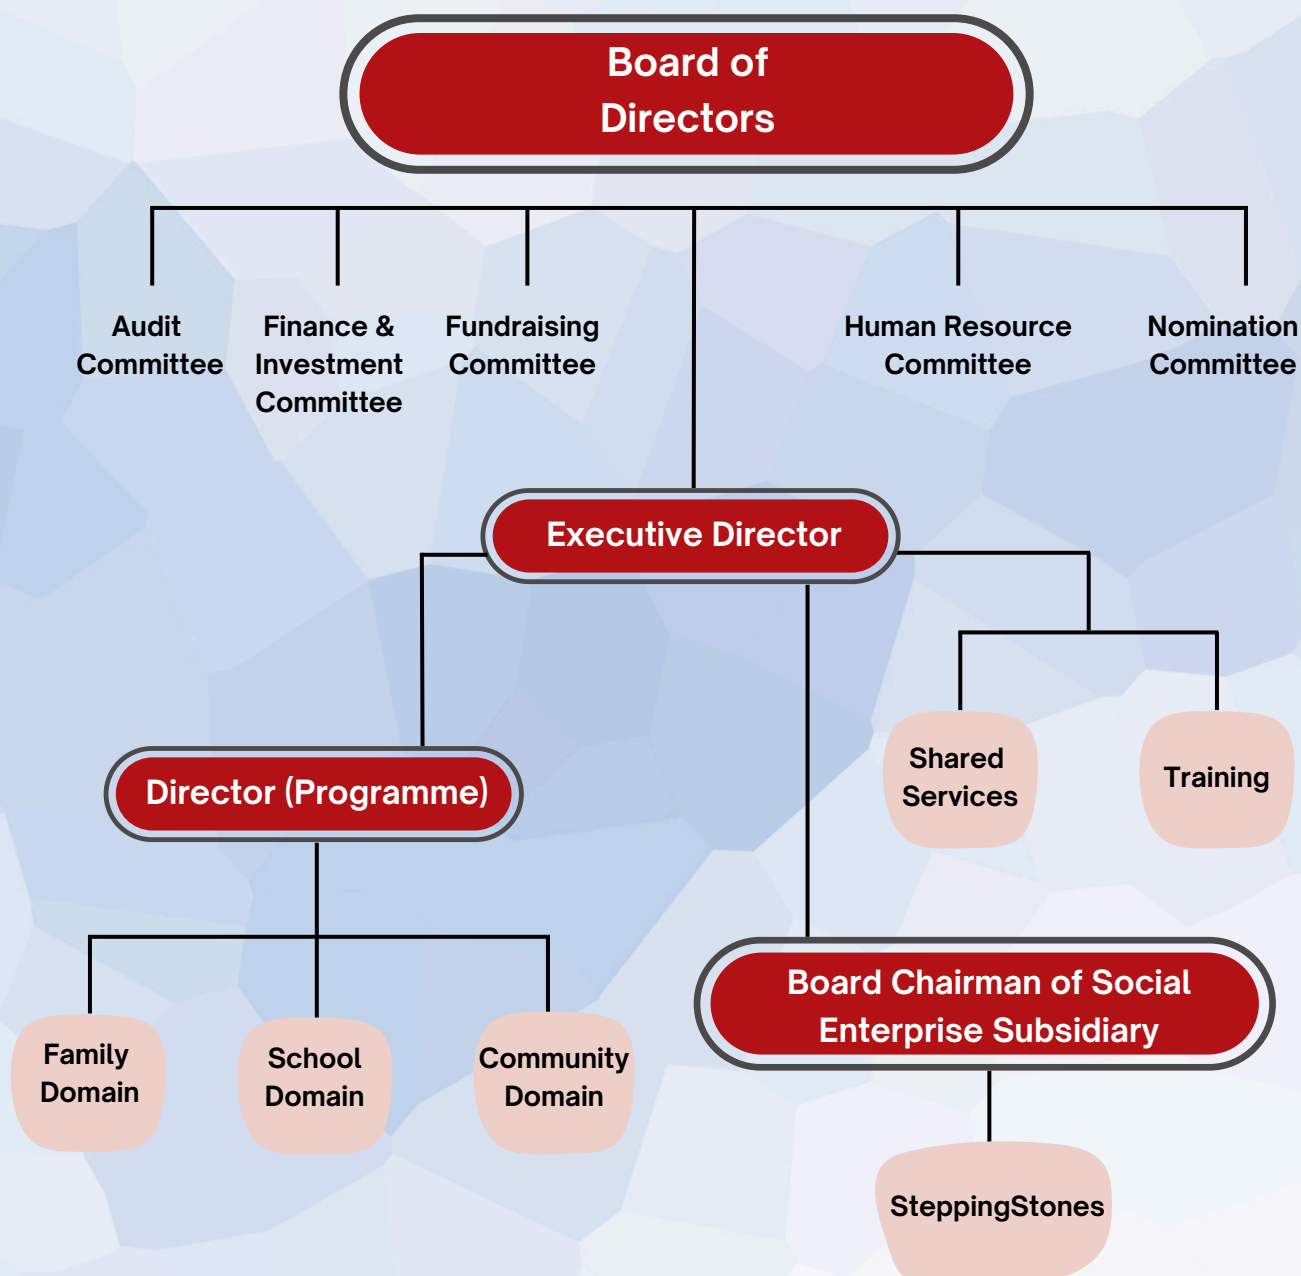 Board of
Directors
Audit
Committee
Finance &
Investment
Committee
Fundraising
Committee
Human Resource
Committee
Nomination
Committee
Executive Director
Director (Programme)
Shared
Services
Training
Board Chairman of Social
Enterprise Subsidiary
Family
Domain
School
Domain
Community
Domain
SteppingStones